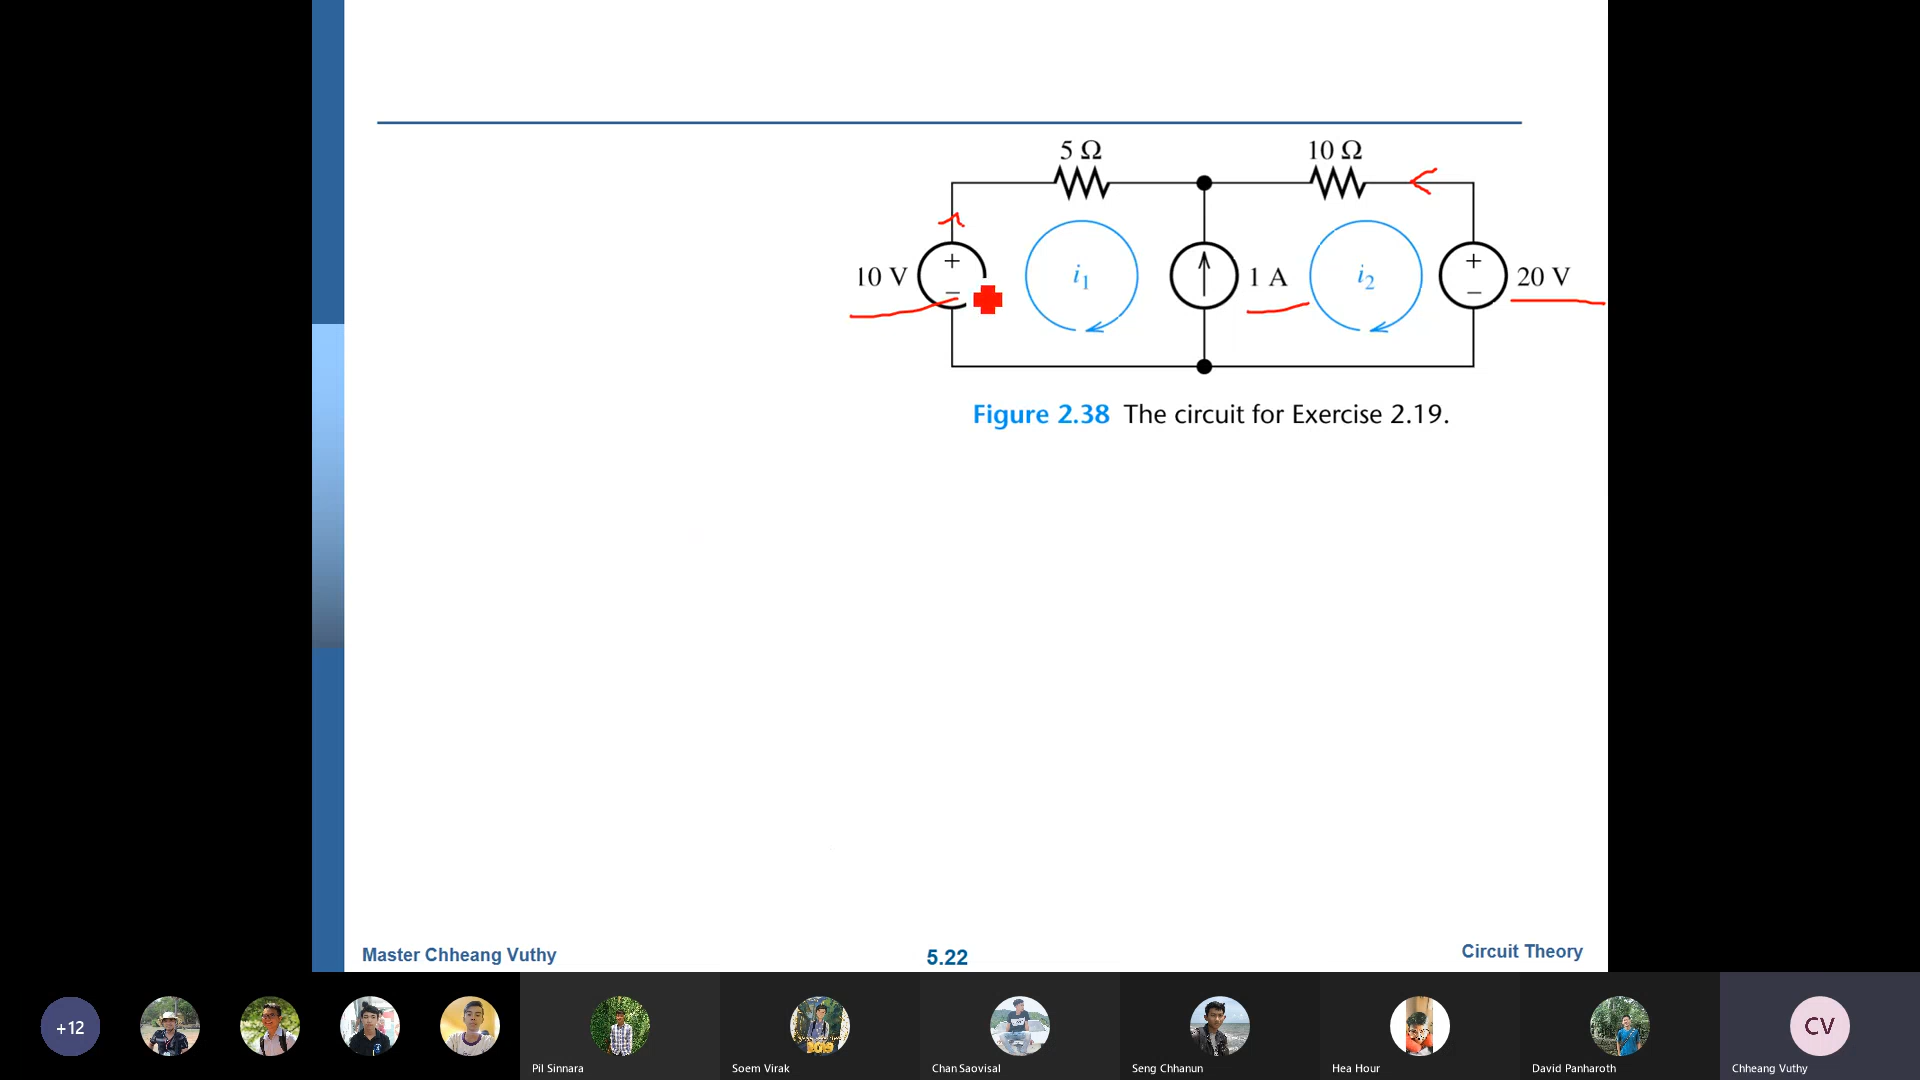 5 Ω
10 Ω
10 V
+
−
i1
1 A
i2
+
−
20 V
Figure 2.38 The circuit for Exercise 2.19.
Master Chheang Vuthy
5.22
Circuit Theory
+12
2019
CV
Pil Sinnara
Soem Virak
Chan Saovisal
Seng Chhanun
Hea Hour
David Panharoth
Chheang Vuthy